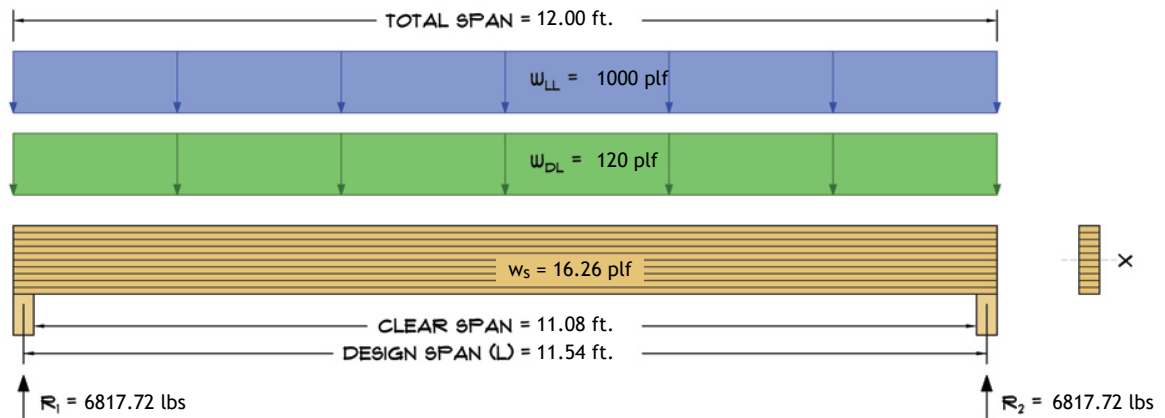 TOTAL SPAN = 12.00 ft.
wLL = 1000 plf
wDL = 120 plf
ws = 16.26 plf
X
CLEAR SPAN = 11.08 ft.
DESIGN SPAN (L) = 11.54 ft.
R1 = 6817.72 lbs
R2 = 6817.72 lbs